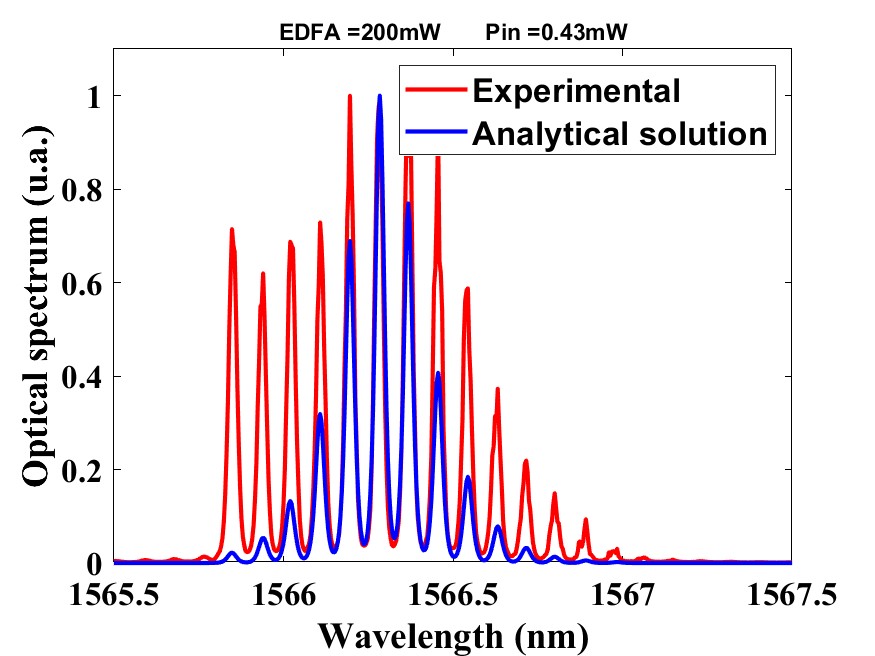 EDFA =200mW Pin =0.43mW
Experimental
Analytical solution
Optical spectrum (u.a.)
1
0.8
0.6
0.4
0.2
0
1565.5 1566 1566.5 1567 1567.5
Wavelength (nm)